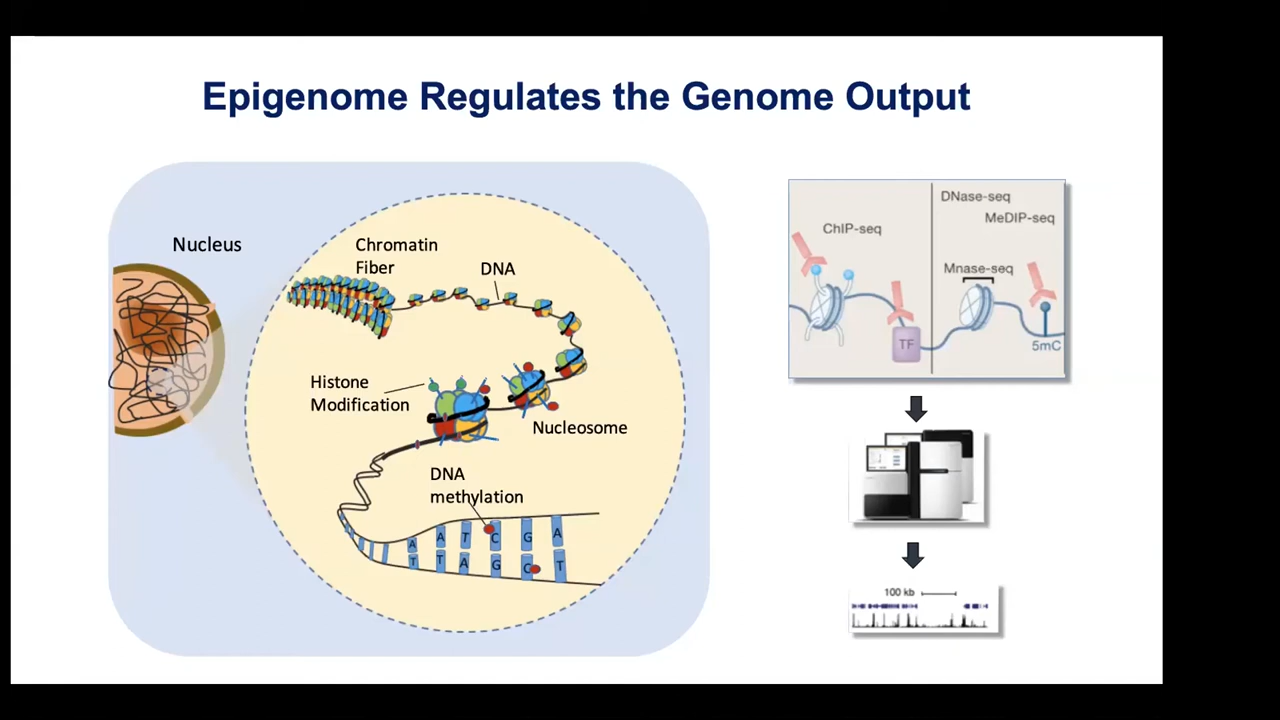 Epigenome Regulates the Genome Output
Nucleus
Chromatin
Fiber
DNA
Histone
Modification
Nucleosome
DNA
methylation
A T C G A
A
T
T A G C T
ChIP-seq
TF
DNase-seq
MeDIP-seq
Mnase-seq
5mC
100 kb